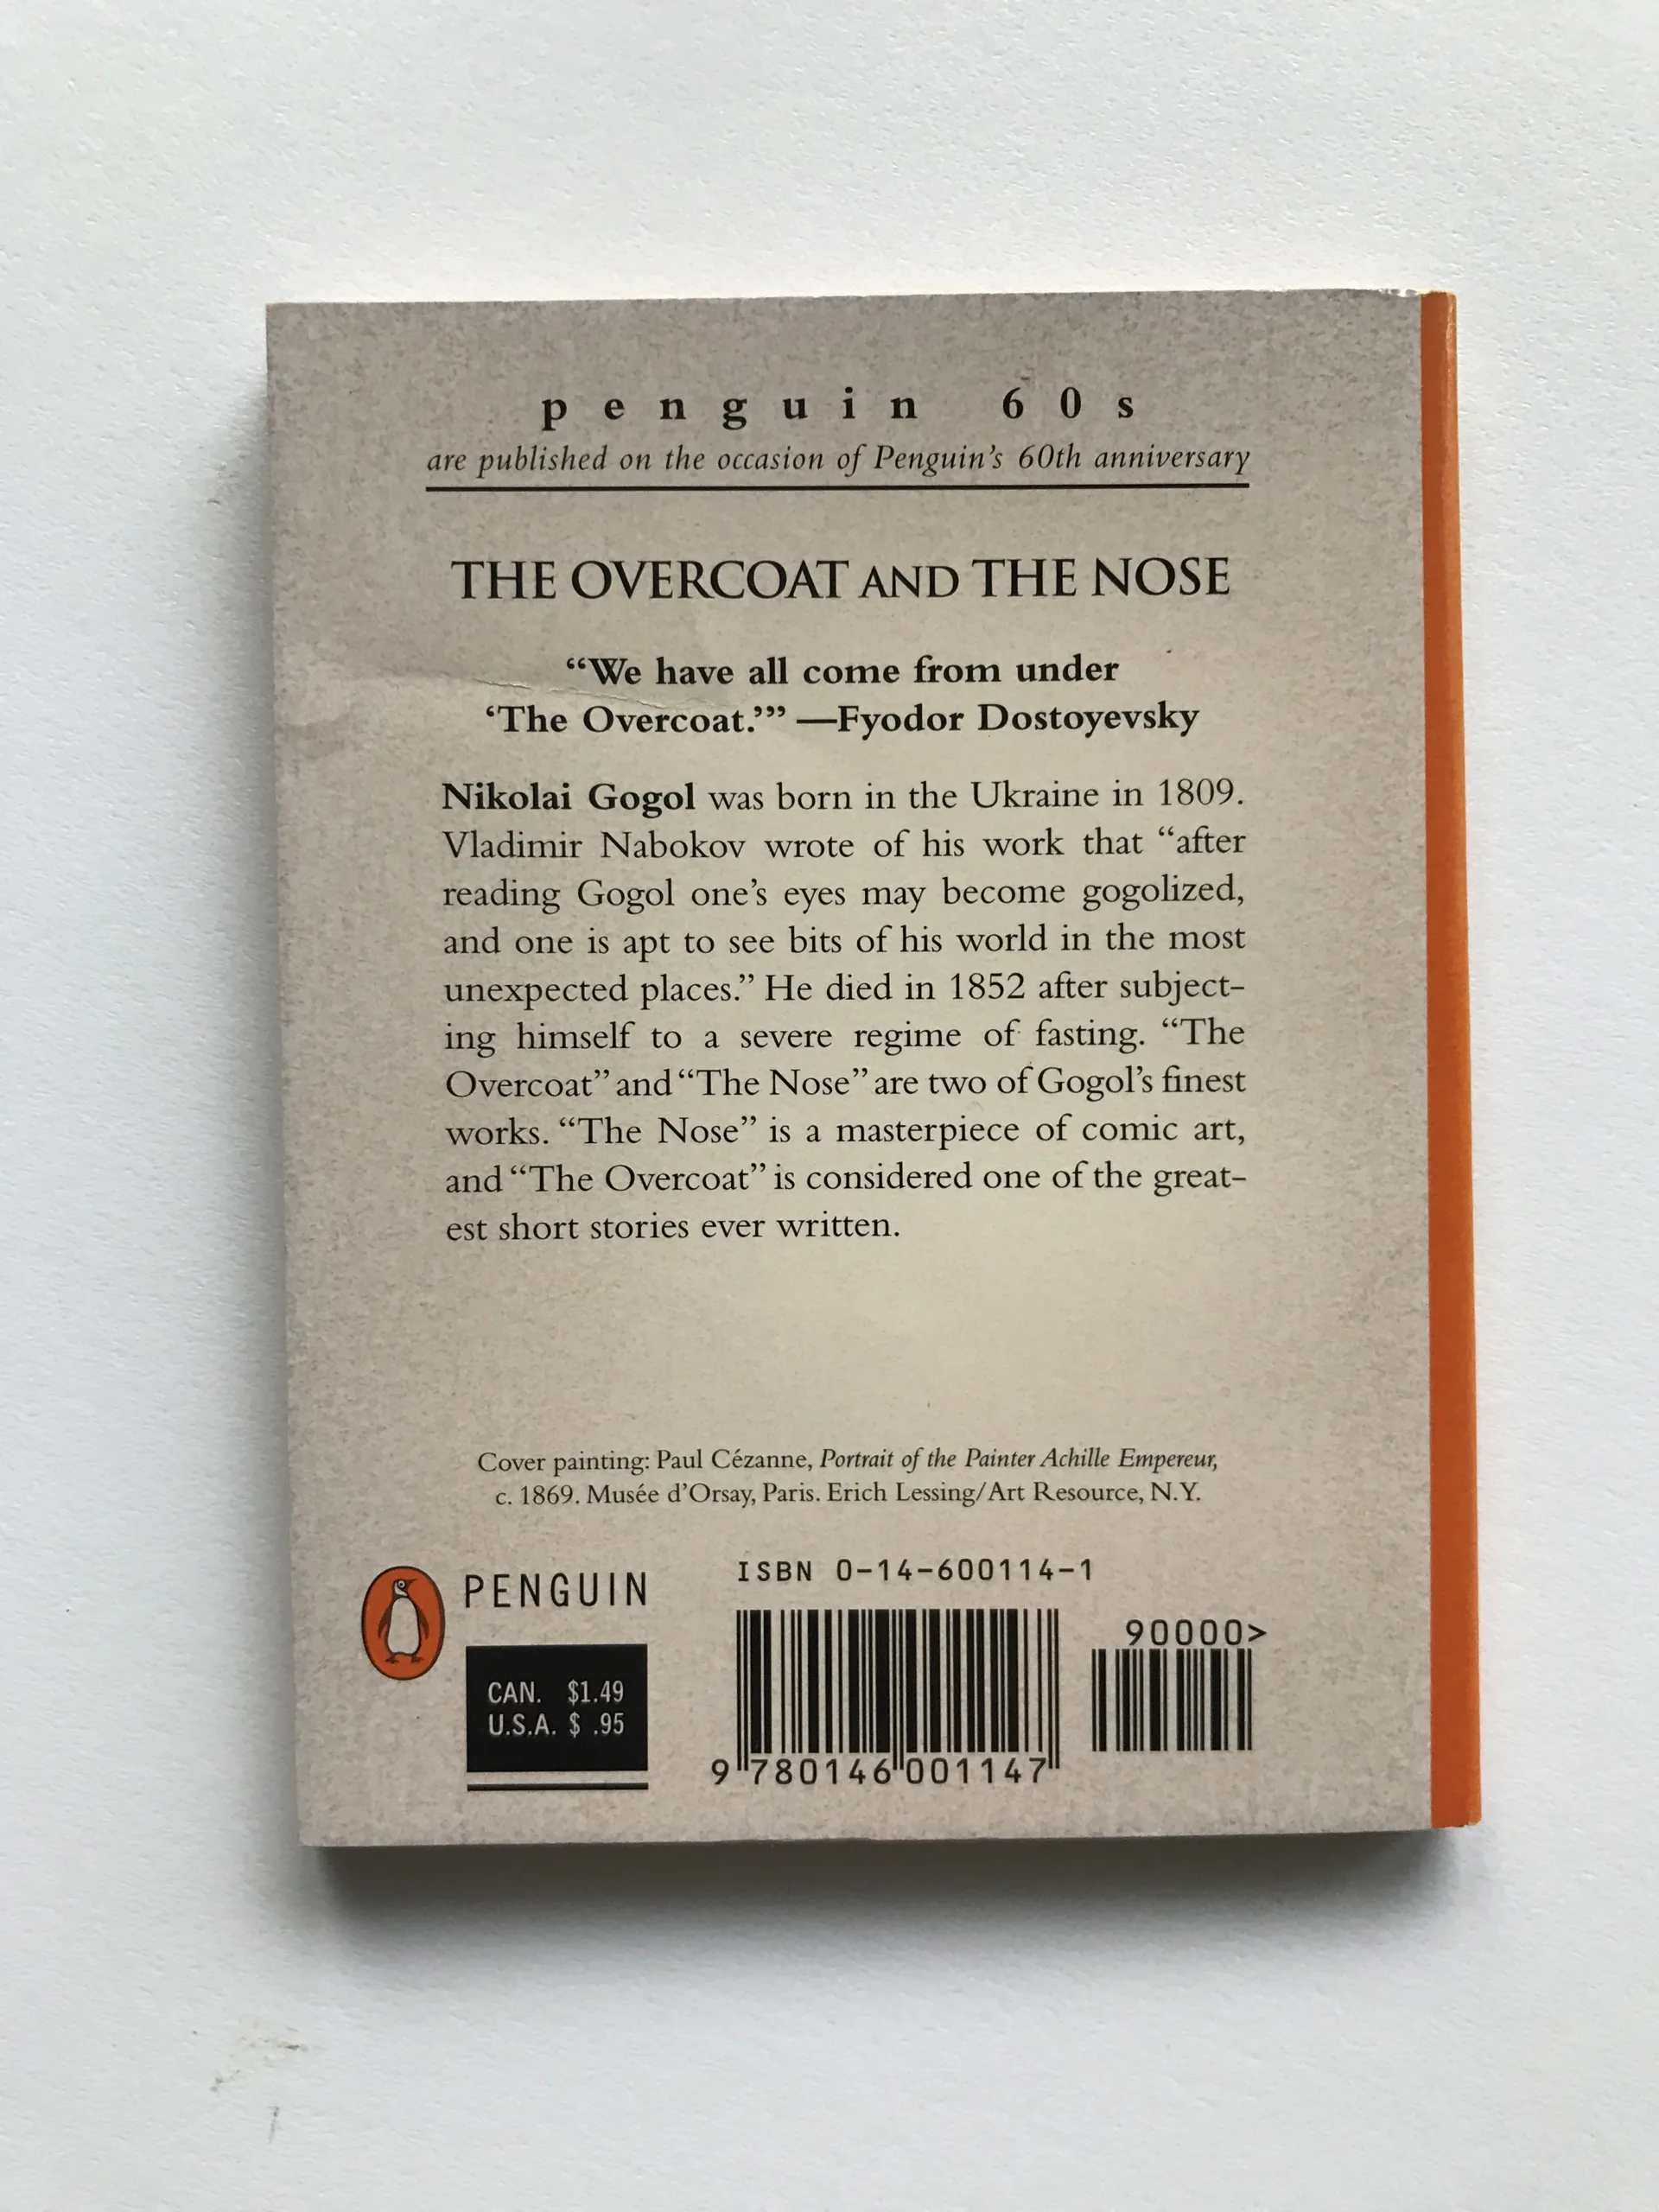 penguin 60s
are published on the occasion of Penguin's 60th anniversary
THE OVERCOAT AND THE NOSE
“We have all come from under
‘The Overcoat.’” —Fyodor Dostoyevsky
Nikolai Gogol was born in the Ukraine in 1809.
Vladimir Nabokov wrote of his work that “after
reading Gogol one’s eyes may become gogolized,
and one is apt to see bits of his world in the most
unexpected places.” He died in 1852 after subject-
ing himself to a severe regime of fasting. “The
Overcoat” and “The Nose” are two of Gogol’s finest
works. “The Nose” is a masterpiece of comic art,
and “The Overcoat” is considered one of the great-
est short stories ever written.
Cover painting: Paul Cézanne, Portrait of the Painter Achille Empereur,
c. 1869. Musée d’Orsay, Paris. Erich Lessing/Art Resource, N.Y.
PENGUIN
CAN. $1.49
U.S.A. $ .95
ISBN 0-14-600114-1
90000>
9 780146 001147